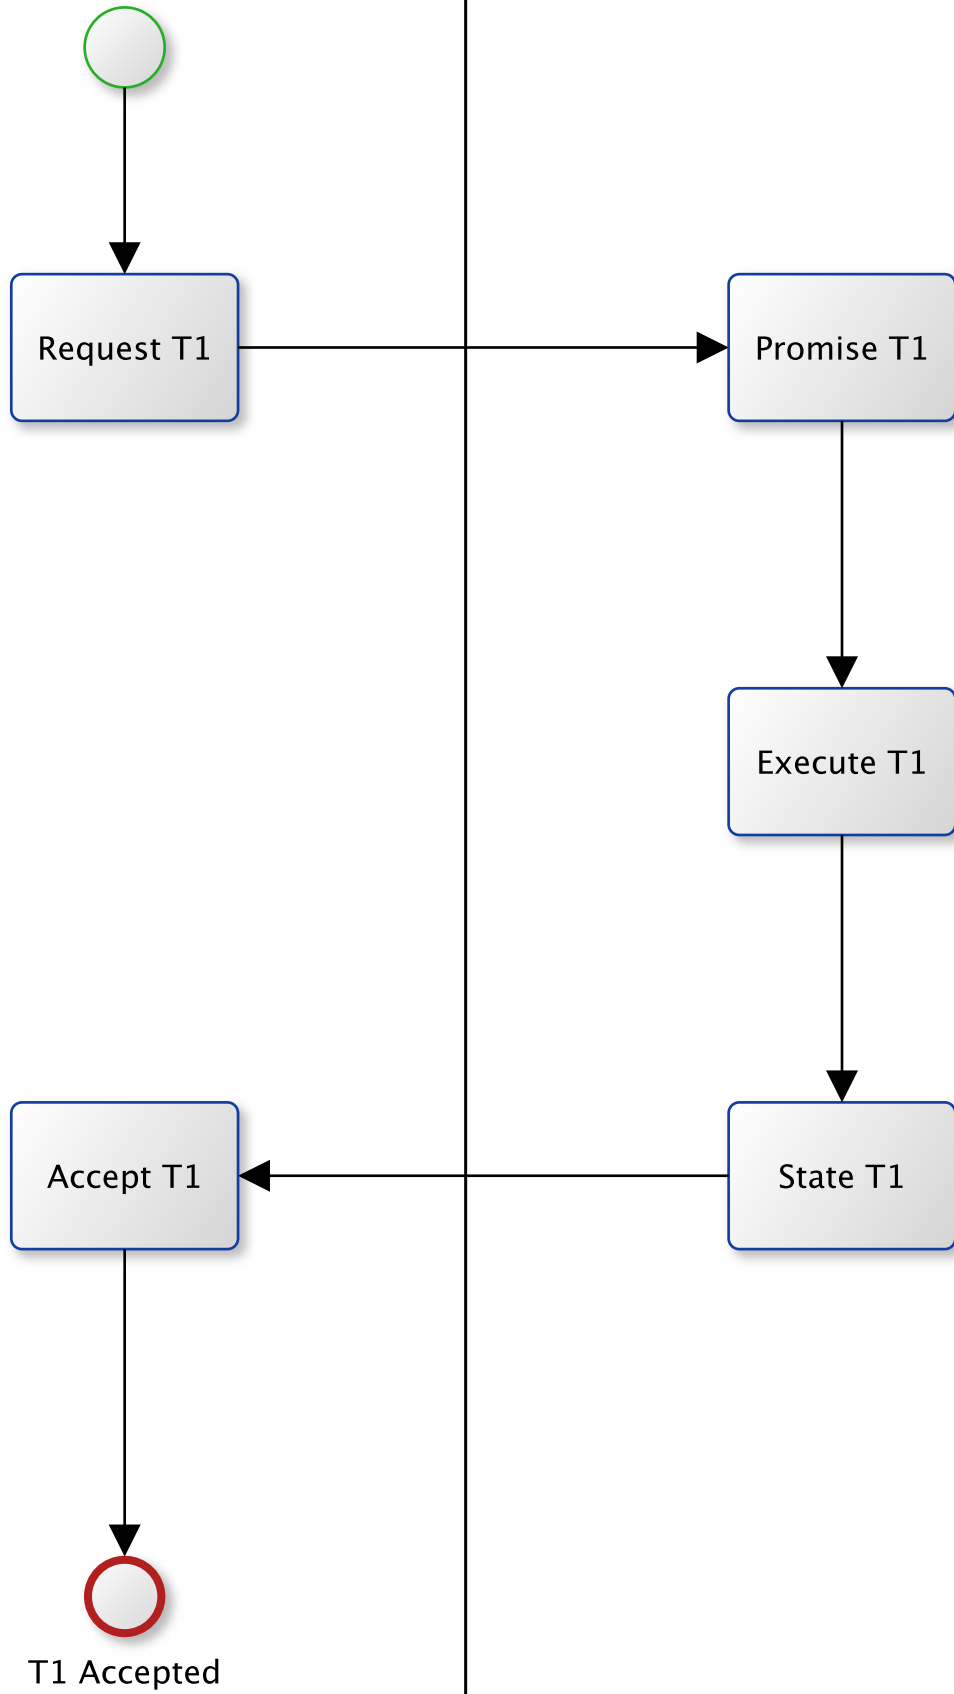 Request T1
Promise T1
Execute T1
Accept T1
State T1
T1 Accepted